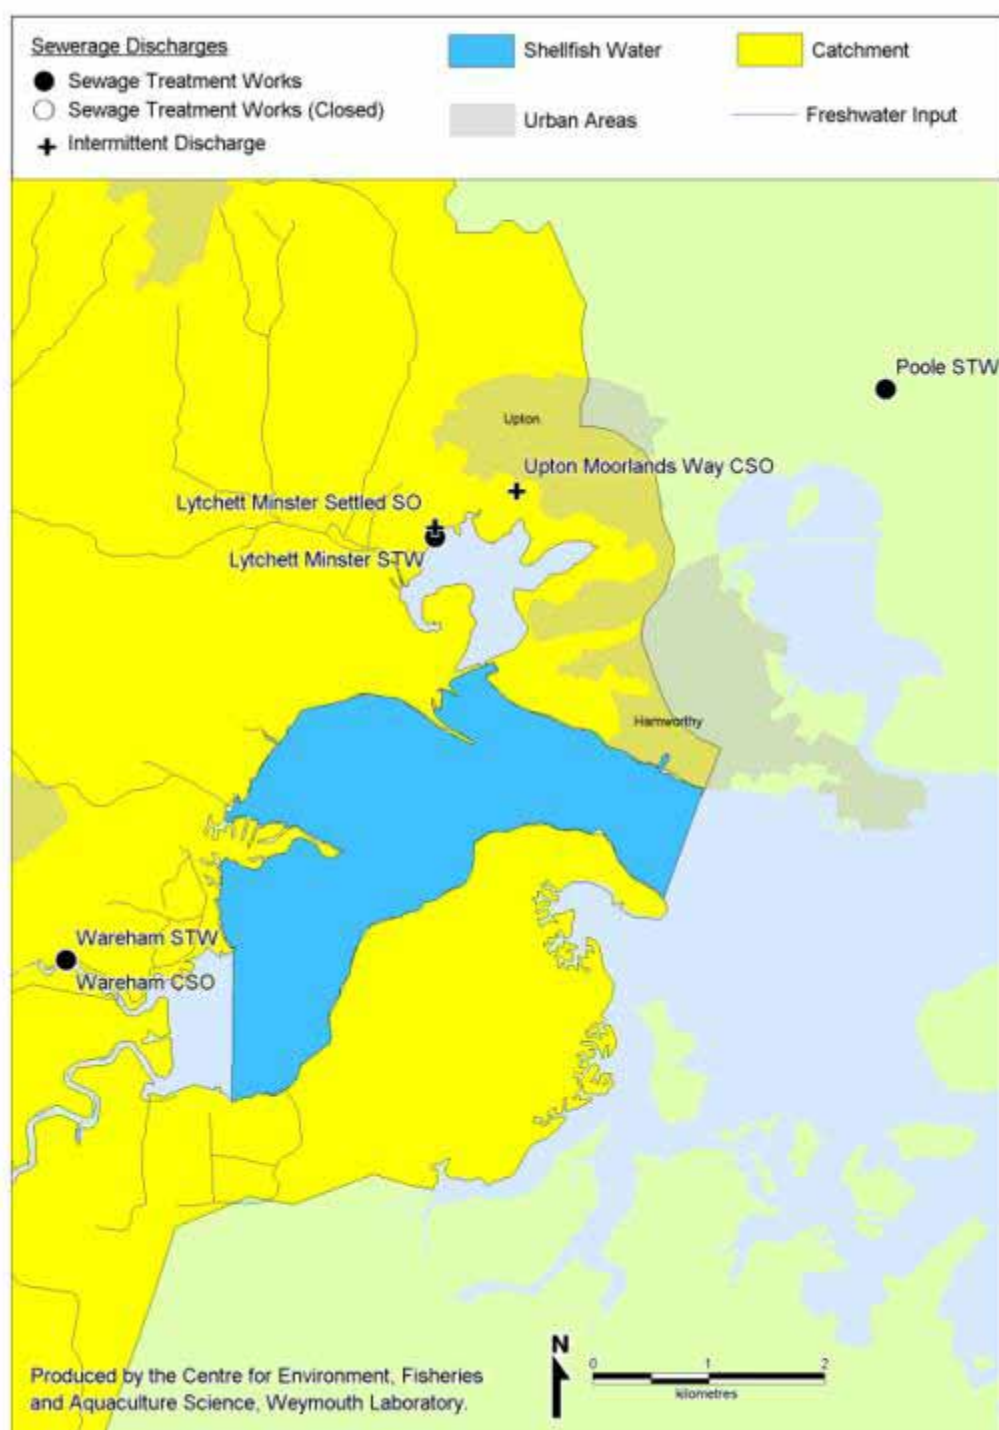 Sewerage Discharges
Sewage Treatment Works
Sewage Treatment Works (Closed)
Intermittent Discharge
Shellfish Water
Urban Areas
Catchment
Freshwater Input
Poole STW
Upton
Upton Moorlands Way CSO
Lytchett Minster Settled SO
Lytchett Minster STW
Hamworthy
Wareham STW
Wareham CSO
Produced by the Centre for Environment, Fisheries
and Aquaculture Science, Weymouth Laboratory.
N
0 1 2
kilometres